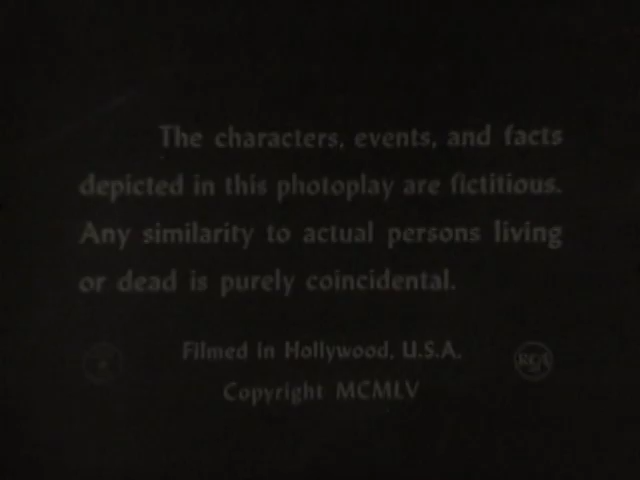 The characters, events, and facts
depicted in this photoplay are fictitious.
Any similarity to actual persons living
or dead is purely coincidental.
Filmed in Hollywood, U.S.A.
RCA
Copyright MCMLV